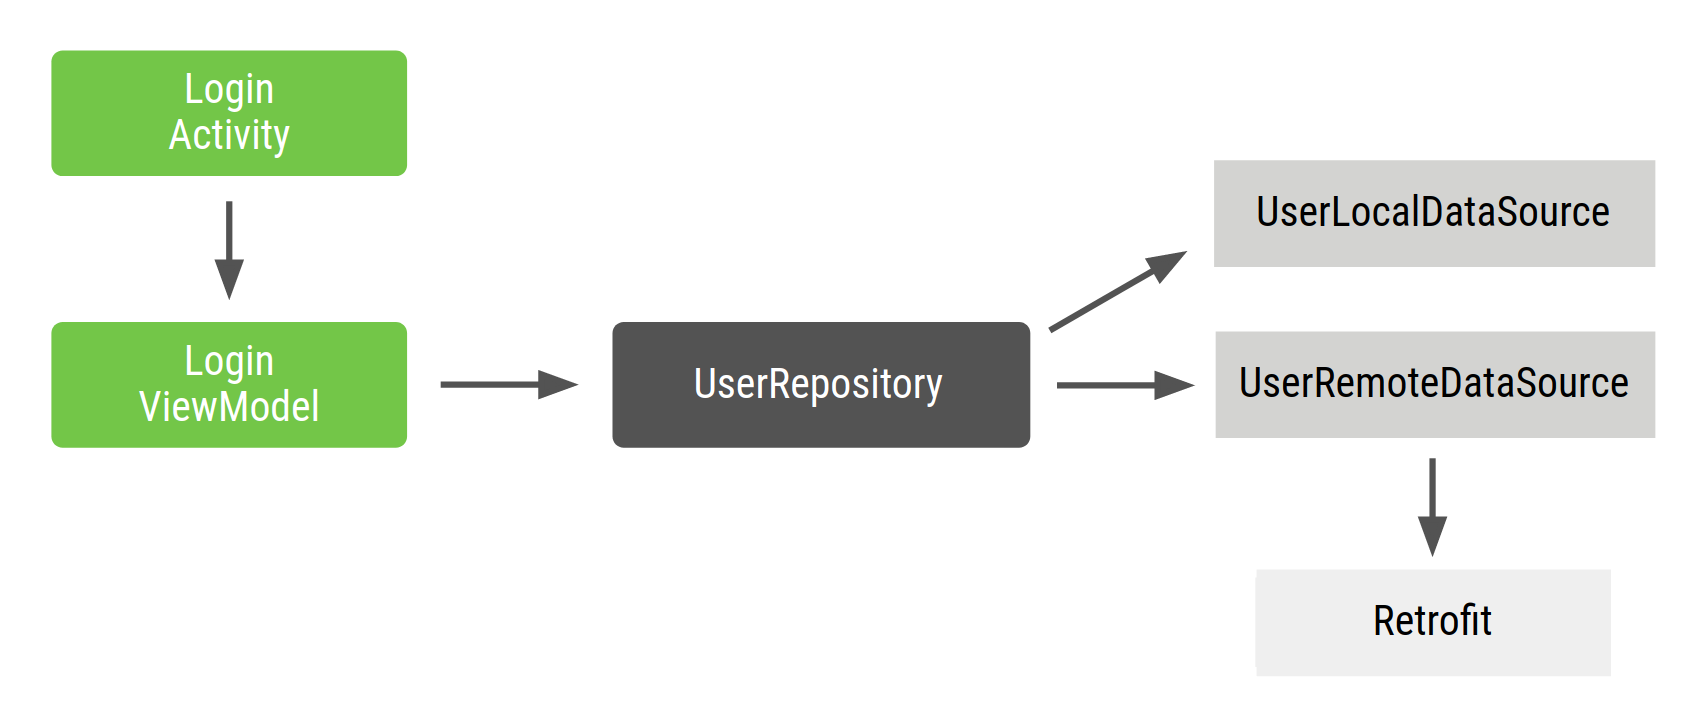 Login
Activity
Login
ViewModel
UserRepository
UserLocalDataSource
UserRemoteDataSource
Retrofit